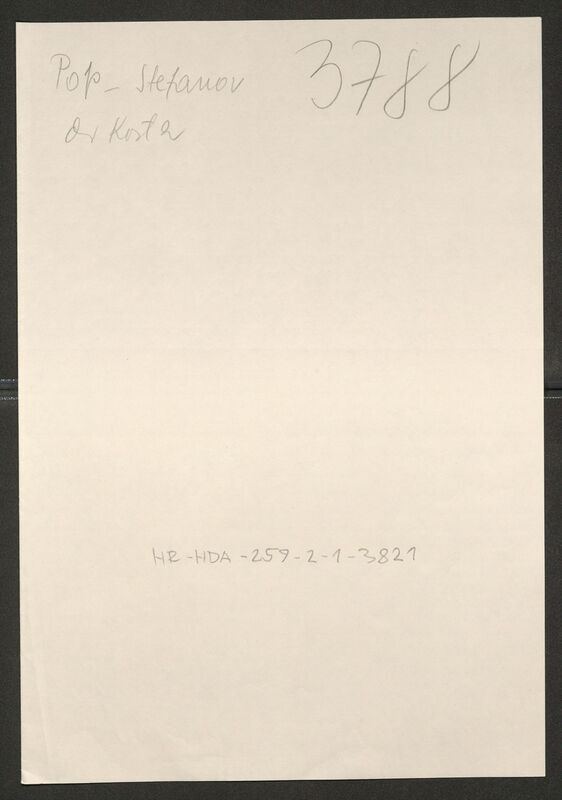 Pop-Stefanov 3788
dr Kosta
HR-HDA-259-2-1-3821